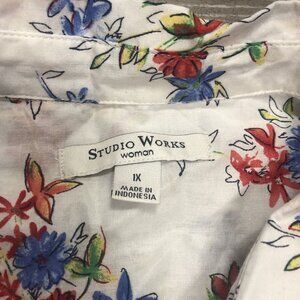 STUDIO WORKS
woman
1X
MADE IN
INDONESIA